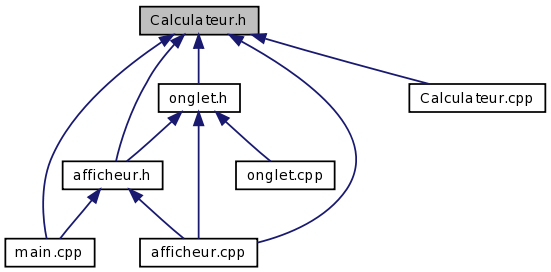 Calculateur.h
onglet.h
Calculateur.cpp
afficheur.h
onglet.cpp
main.cpp
afficheur.cpp